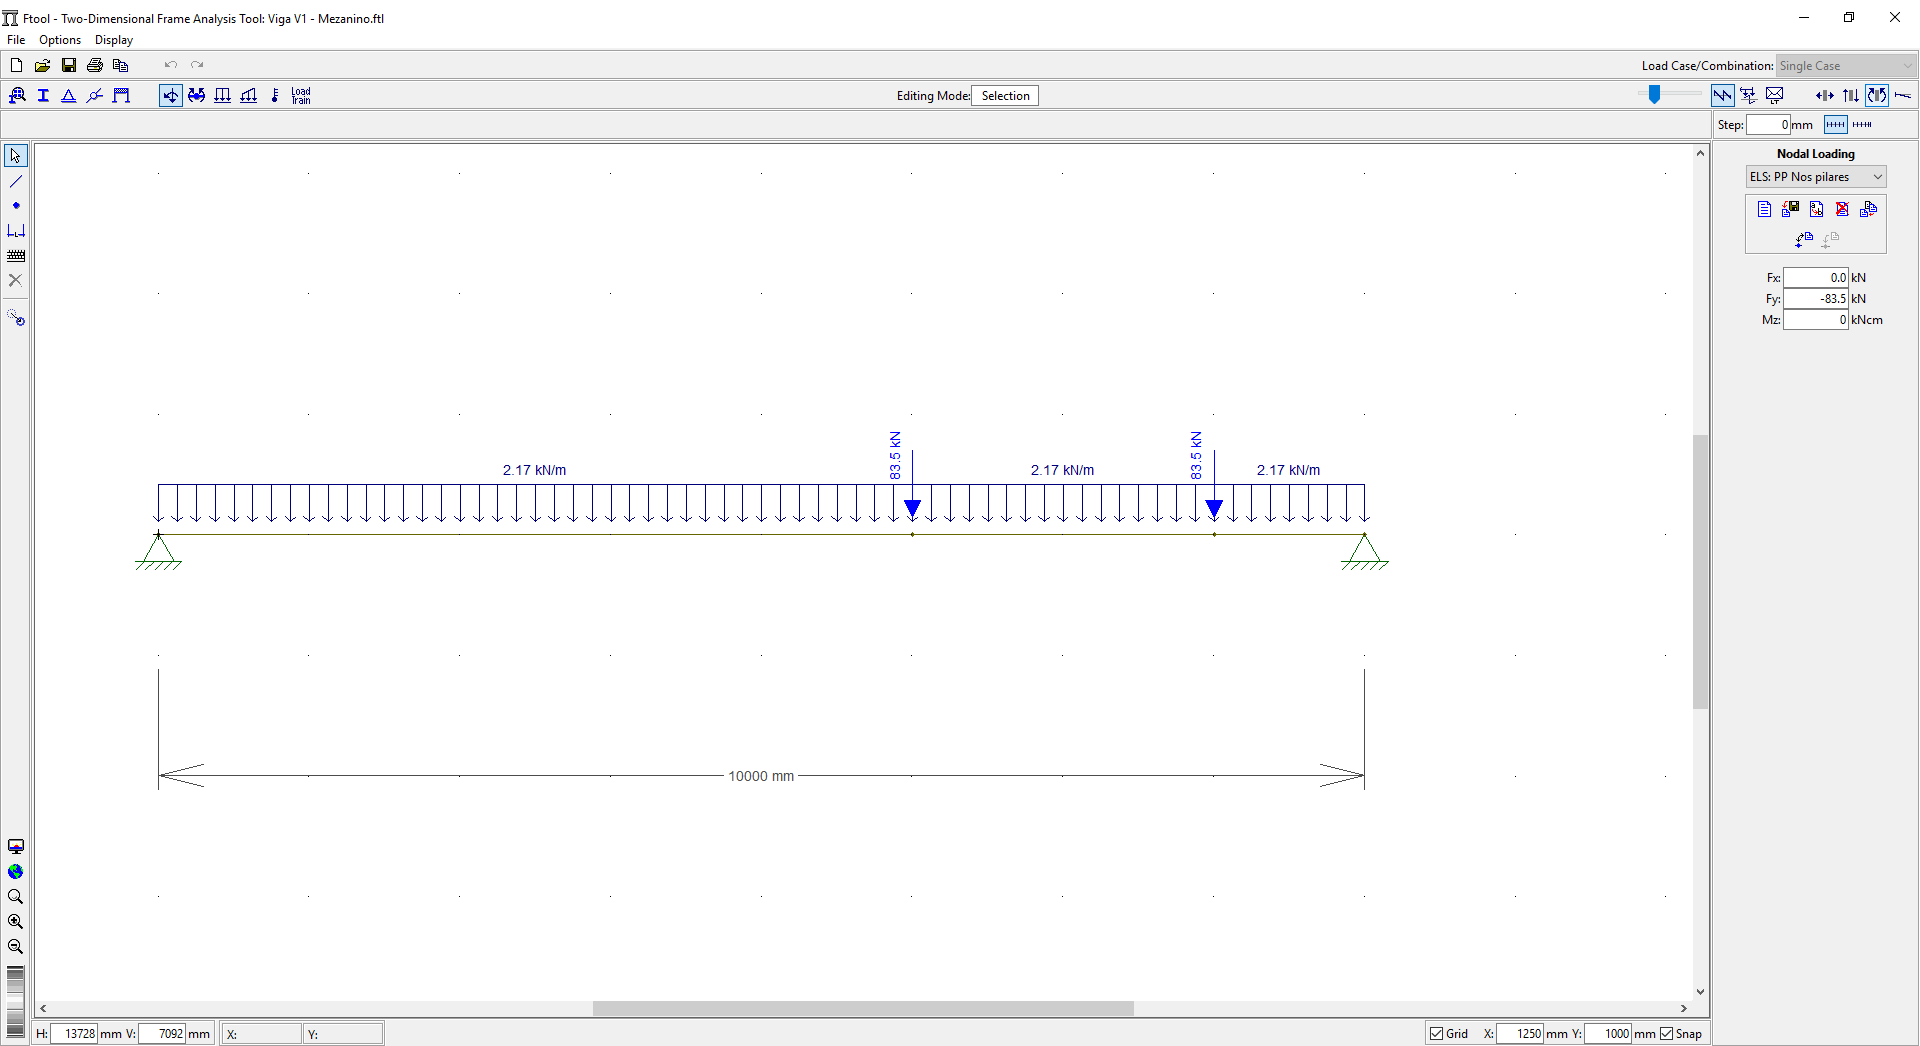 Ftool - Two-Dimensional Frame Analysis Tool: Viga V1 - Mezanino.ftl
File Options Display
Load Case/Combination: Single Case
Load Train
Editing Mode: Selection
Step: 0 mm
Nodal Loading
ELS: PP Nos pilares
Fx: 0.0 kN
Fy: -83.5 kN
Mz: 0 kNcm
83.5 kN
83.5 kN
2.17 kN/m 2.17 kN/m 2.17 kN/m
10000 mm
H: 13728 mm V: 7092 mm X: Y: Grid X: 1250 mm Y: 1000 mm Snap